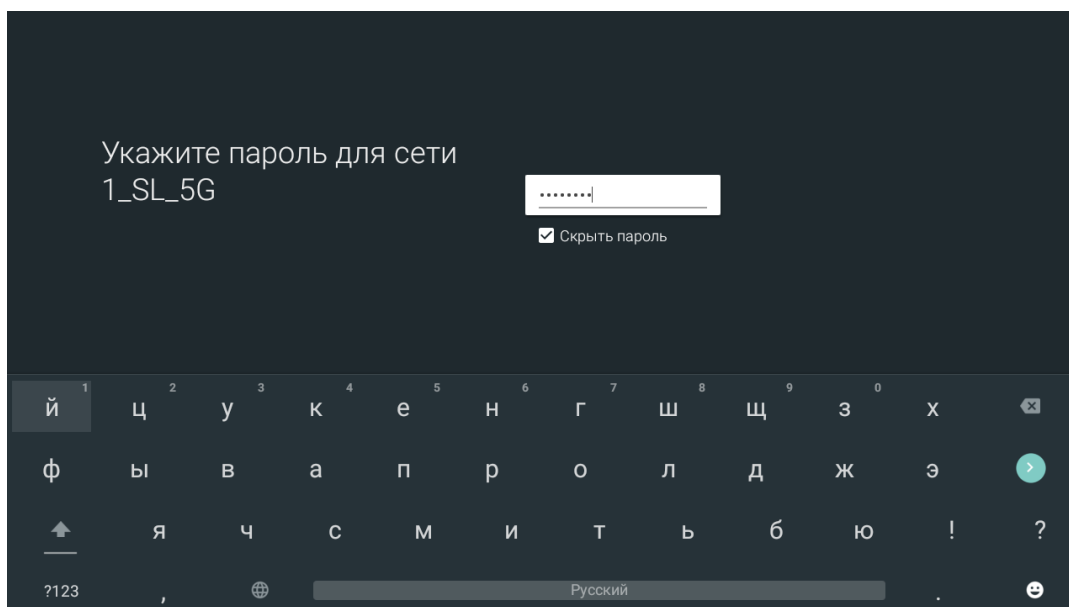 Укажите пароль для сети
1_SL_5G
••••••••
Скрыть пароль
й 1 ц 2 у 3 к 4 е 5 н 6 г 7 ш 8 щ 9 з 0 х
ф ы в а п р о л д ж э
я ч с м и т ь б ю ! ?
?123 , Русский .